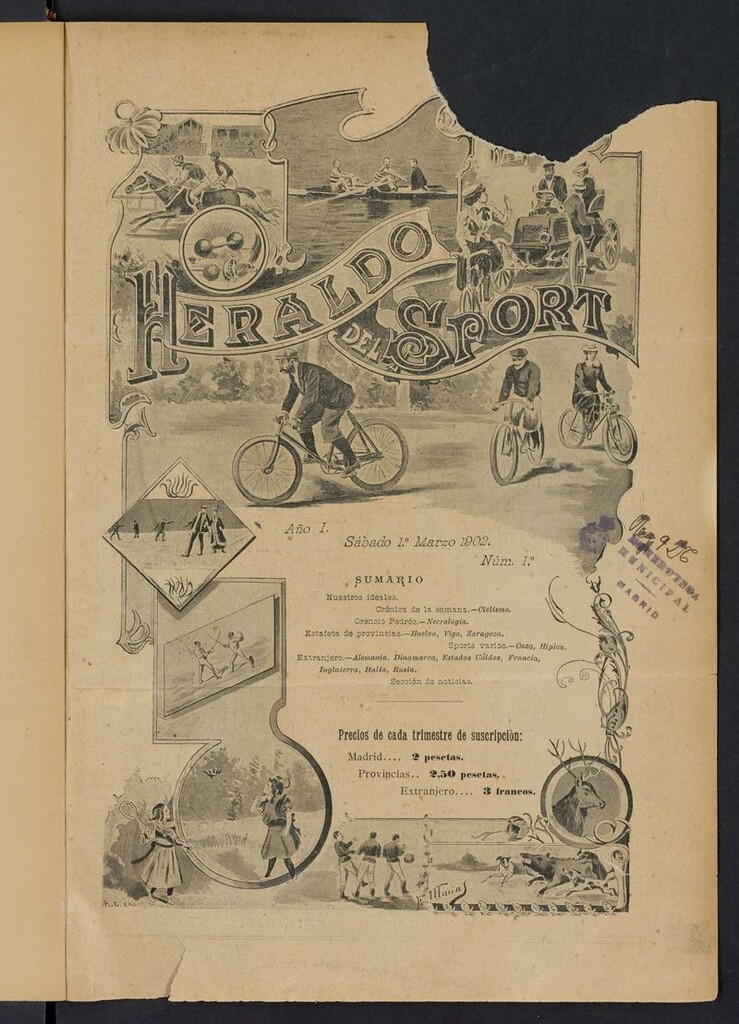 HERALDO
DEL SPORT
Año I.
Sábado 1.º Marzo 1902.
Núm. 1.º
SUMARIO
Nuestros ideales.
Crónica de la semana.—Ciclismo.
Orencio Pedrós.—Necrología.
Estafeta de provincias.—Huelva, Vigo, Zaragoza.
Sports varios.—Caza, Hípica.
Extranjero.—Alemania, Dinamarca, Estados Unidos, Francia,
Inglaterra, Italia, Rusia.
Sección de noticias.
Precios de cada trimestre de suscripción:
Madrid.... 2 pesetas.
Provincias.. 2,50 pesetas.
Extranjero.... 3 francos.
HEMEROTECA
MUNICIPAL
MADRID